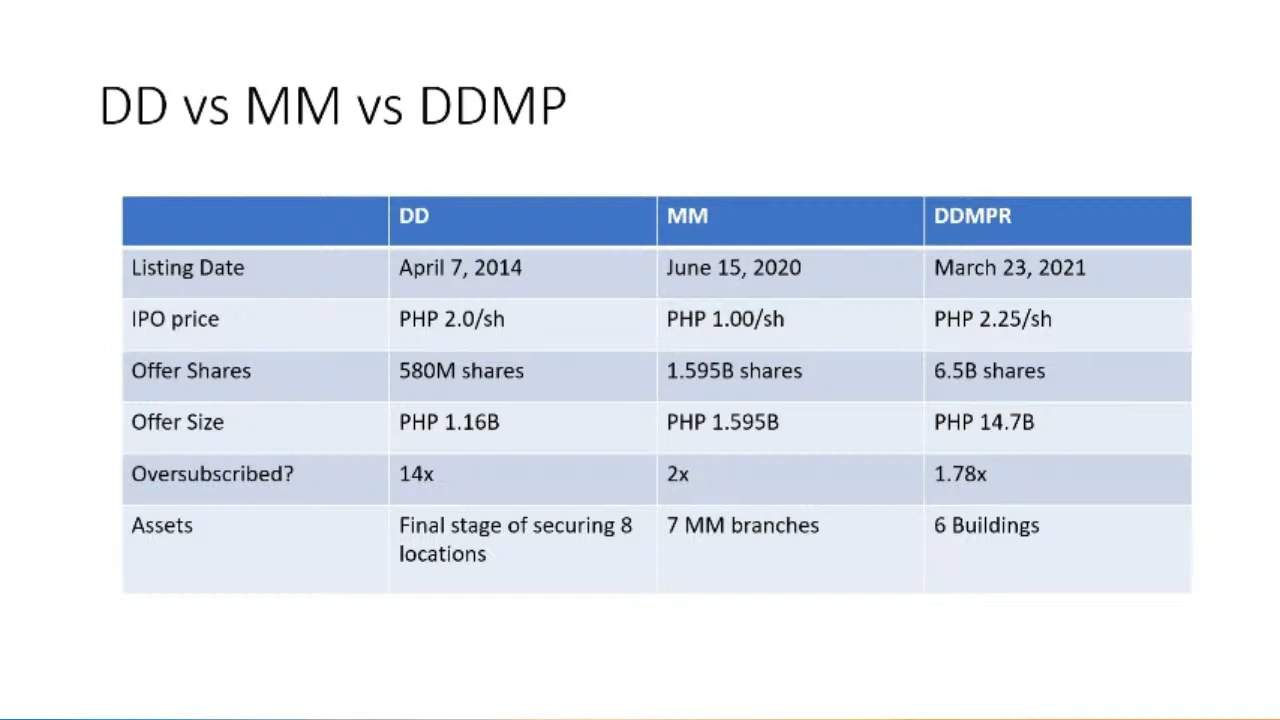 DD vs MM vs DDMP
DD MM DDMPR
Listing Date April 7, 2014 June 15, 2020 March 23, 2021
IPO price PHP 2.0/sh PHP 1.00/sh PHP 2.25/sh
Offer Shares 580M shares 1.595B shares 6.5B shares
Offer Size PHP 1.16B PHP 1.595B PHP 14.7B
Oversubscribed? 14x 2x 1.78x
Assets Final stage of securing 8 7 MM branches 6 Buildings
locations